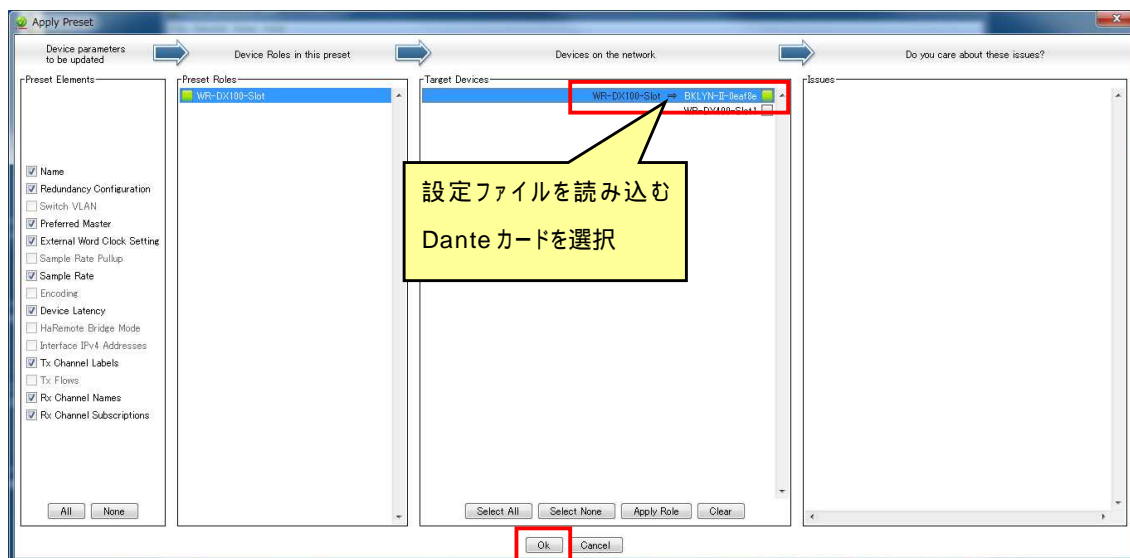 Apply Preset
Device parameters
to be updated
Device Roles in this preset
Devices on the network
Do you care about these issues?
Preset Elements
Name
Redundancy Configuration
Switch VLAN
Preferred Master
External Word Clock Setting
Sample Rate Pullup
Sample Rate
Encoding
Device Latency
HaRemote Bridge Mode
Interface IPv4 Addresses
Tx Channel Labels
Tx Flows
Rx Channel Names
Rx Channel Subscriptions
All None
Preset Roles
WR-DX100-Slot
Target Devices
WR-DX100-Slot ⇒ BKLYN-II-0eaf8e
設定ファイルを読み込む
Danteカードを選択
Select All Select None Apply Role Clear
Issues
Ok Cancel